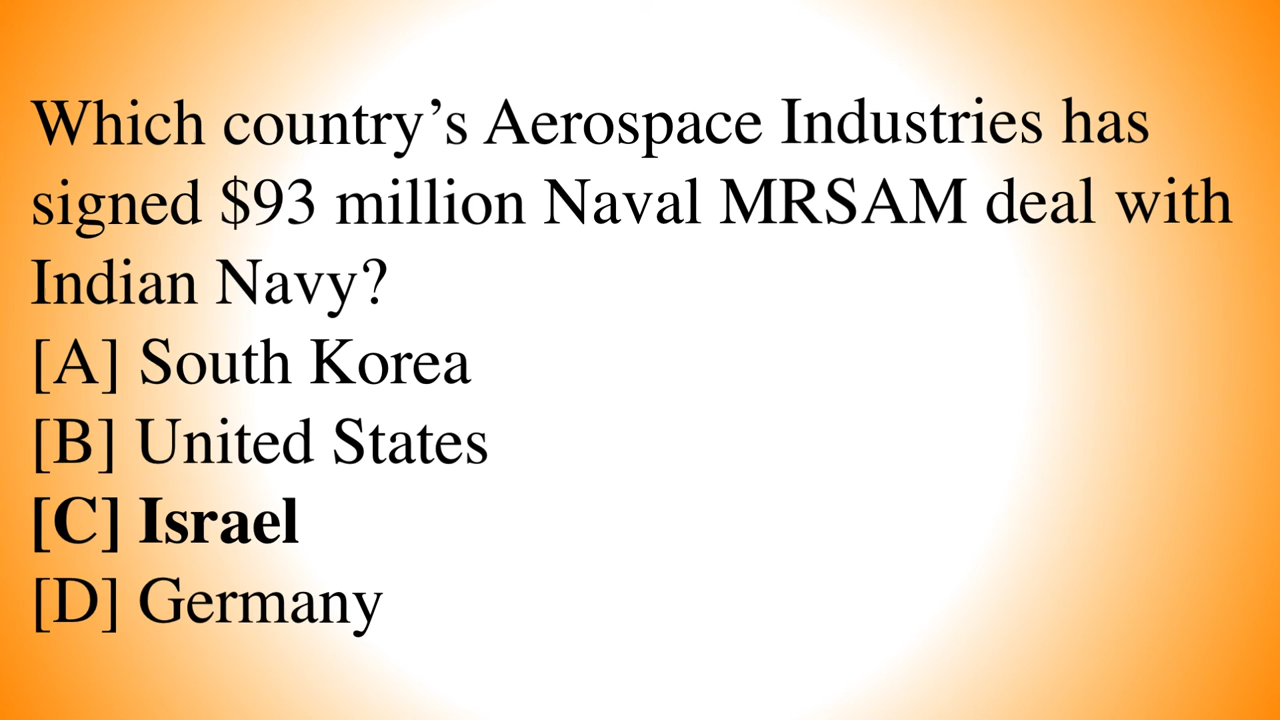 Which country’s Aerospace Industries has
signed $93 million Naval MRSAM deal with
Indian Navy?
[A] South Korea
[B] United States
[C] Israel
[D] Germany